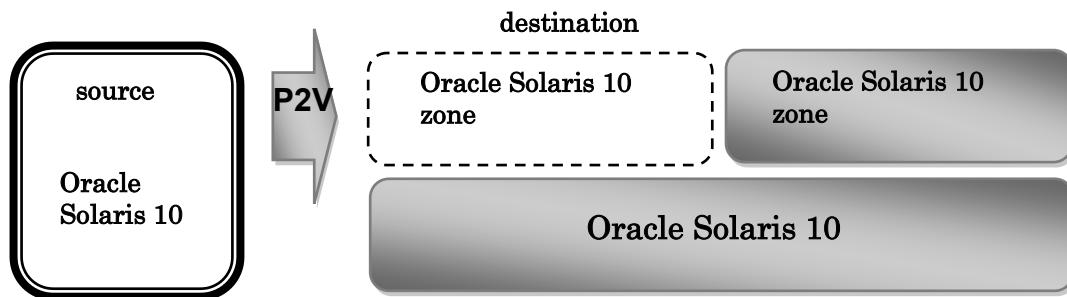 source
Oracle
Solaris 10
P2V
destination
Oracle Solaris 10
zone
Oracle Solaris 10
zone
Oracle Solaris 10